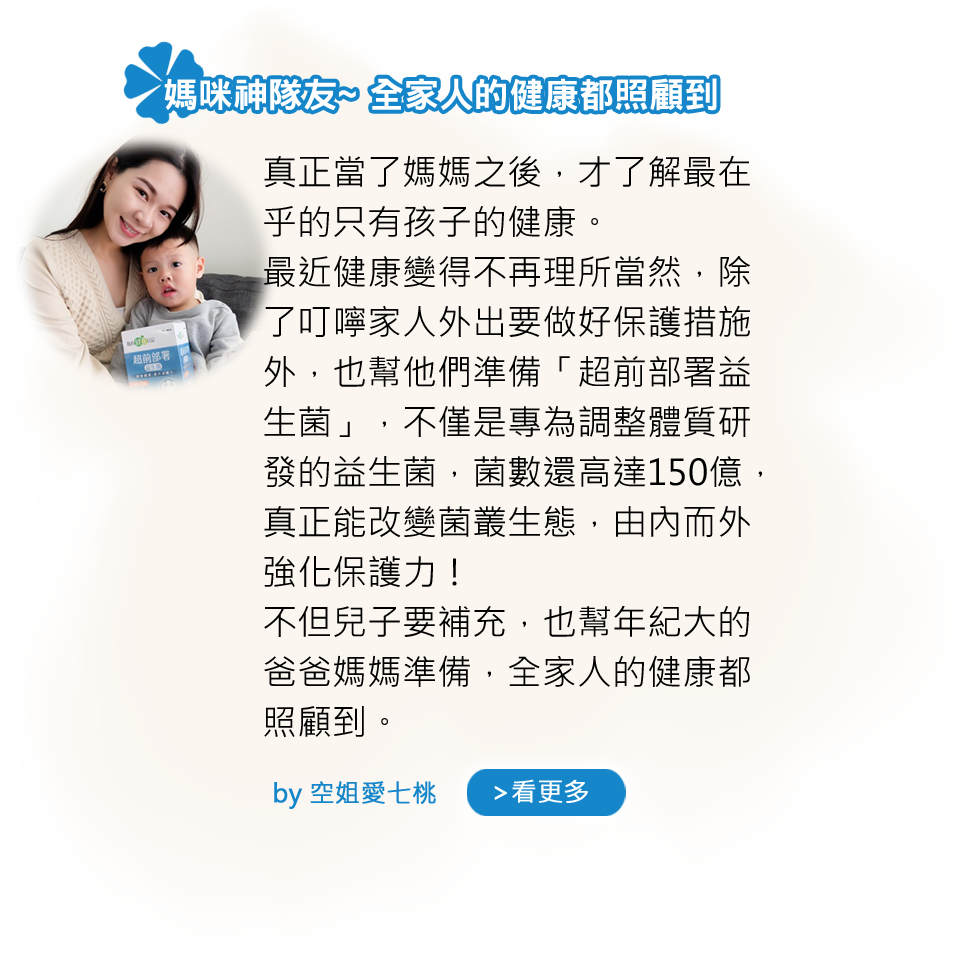 媽咪神隊友~ 全家人的健康都照顧到
真正當了媽媽之後，才了解最在
乎的只有孩子的健康。
最近健康變得不再理所當然，除
了叮嚀家人外出要做好保護措施
外，也幫他們準備「超前部署益
生菌」，不僅是專為調整體質研
發的益生菌，菌數還高達150億，
真正能改變菌叢生態，由內而外
強化保護力！
不但兒子要補充，也幫年紀大的
爸爸媽媽準備，全家人的健康都
照顧到。
超前部署
by 空姐愛七桃
>看更多